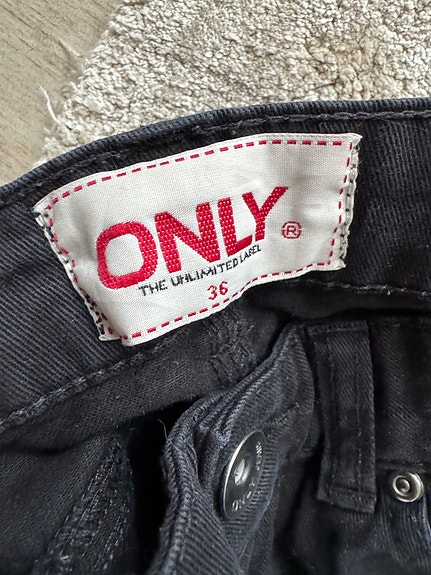 ONLY ®
THE UNLIMITED LABEL
36